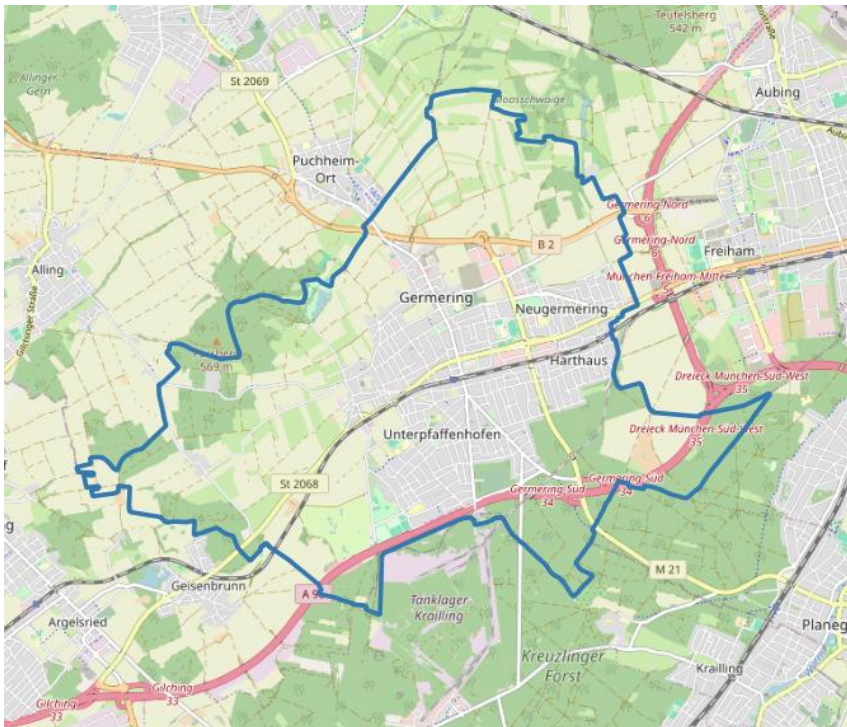 Teufelsberg
542 m
Allinger
Gern
St 2069
Moosschwaige
Aubing
Puchheim-
Ort
Germering-Nord
6
B 2
Germering-Nord
6
Freiham
Alling
München-Freiham-Mitte
5
Gilchinger Straße
Germering
Neugermering
569 m
Harthaus
Dreieck München-Süd-West
35
Unterpfaffenhofen
Dreieck München-Süd-West
35
St 2068
Germering-Süd
34
Germering-Süd
34
Geisenbrunn
M 21
A 9
Tanklager
Krailling
Argelsried
Planeg
Kreuzlinger
Forst
Krailling
Gilching
33
Gilching
33